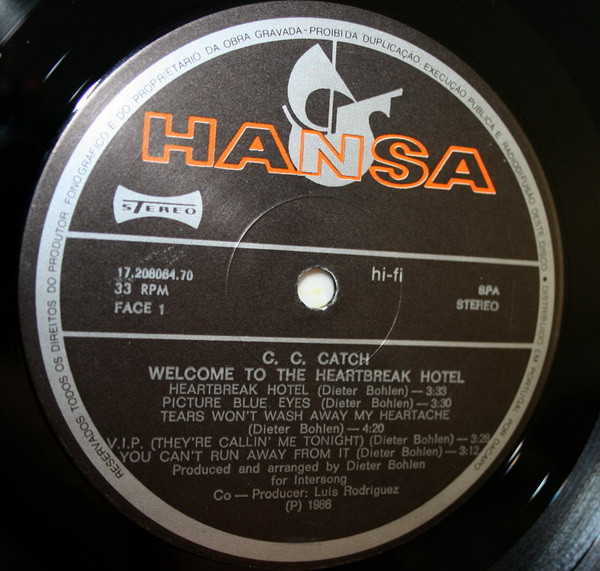 RESERVADOS TODOS OS DIREITOS DO PRODUTOR FONOGRÁFICO E DO PROPRIETÁRIO DA OBRA GRAVADA - PROIBIDA DUPLICAÇÃO, EXECUÇÃO PÚBLICA E RADIODIFUSÃO DESTE DISCO • DISTRIBUIDO EM PORTUGAL POR DACAPO
HANSA
STEREO
17.208064.70
33 RPM
FACE 1
hi-fi
SPA
STEREO
C. C. CATCH
WELCOME TO THE HEARTBREAK HOTEL
HEARTBREAK HOTEL (Dieter Bohlen) — 3:33
PICTURE BLUE EYES (Dieter Bohlen) — 3:30
TEARS WON'T WASH AWAY MY HEARTACHE
(Dieter Bohlen) — 4:20
V.I.P. (THEY'RE CALLIN' ME TONIGHT) (Dieter Bohlen) — 3:28
YOU CAN'T RUN AWAY FROM IT (Dieter Bohlen) — 3:12
Produced and arranged by Dieter Bohlen
for Intersong
Co — Producer: Luis Rodriguez
(P) 1986